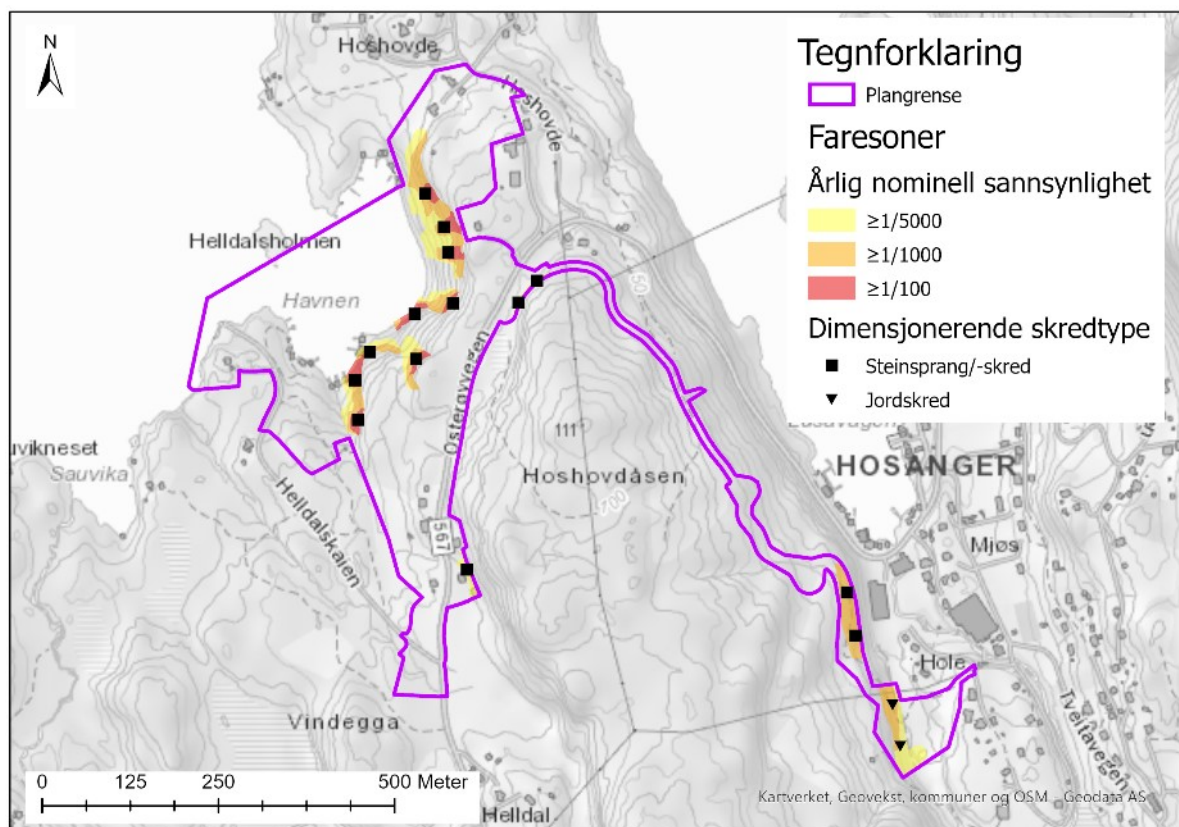 N
Hoshovde
Hoshovde
Tegnforklaring
Plangrense
Faresoner
Årlig nominell sannsynlighet
≥1/5000
≥1/1000
≥1/100
Dimensjonerende skredtype
Steinsprang/-skred
Jordskred
Helldalsholmen
Havnen
50
Osterøyvegen
111
Hoshovdåsen
100
HOSANGER
Sauvika
Helldalskaien
567
Mjøs
Hole
Vindegga
Helldal
0 125 250 500 Meter
Kartverket, Geovekst, kommuner og OSM - Geodata AS